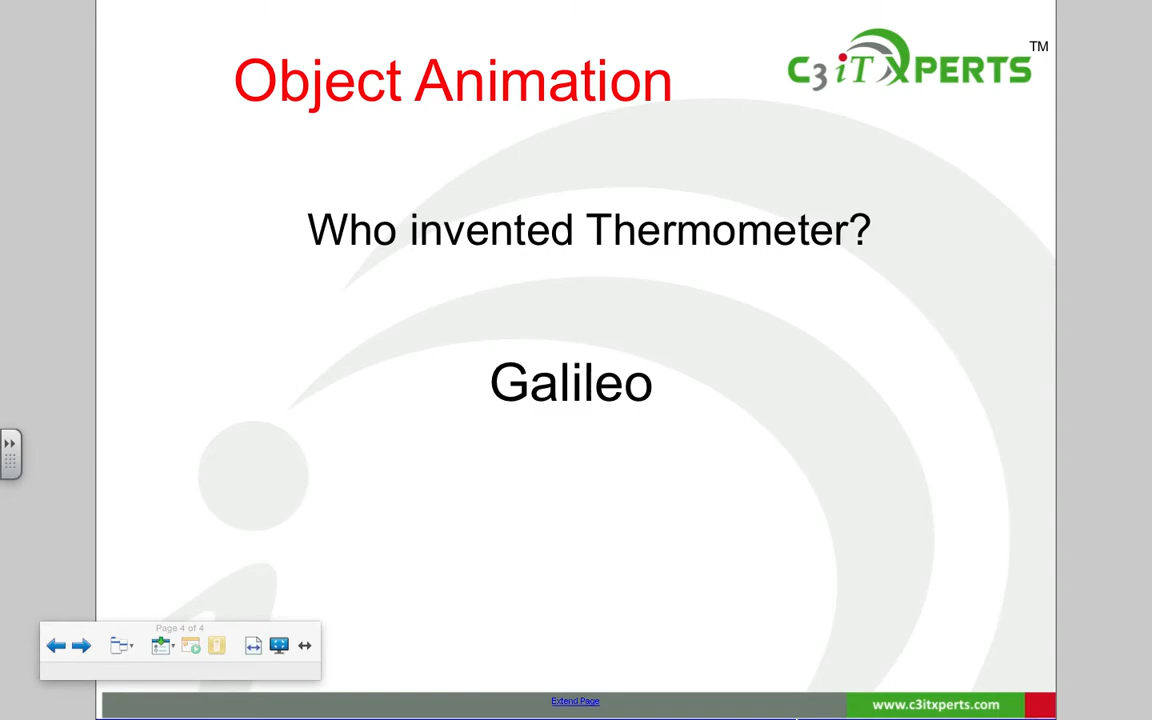 Object Animation
C3iTXPERTS
TM
Who invented Thermometer?
Galileo
Page 4 of 4
Extend Page
www.c3itxperts.com